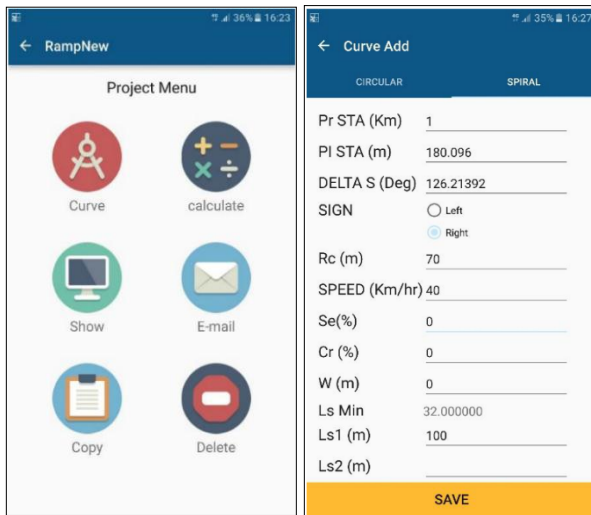 36% 16:23
RampNew
Project Menu
Curve
calculate
Show
E-mail
Copy
Delete
35% 16:27
Curve Add
CIRCULAR SPIRAL
Pr STA (Km) 1
PI STA (m) 180.096
DELTA S (Deg) 126.21392
SIGN Left
Right
Rc (m) 70
SPEED (Km/hr) 40
Se(%) 0
Cr (%) 0
W (m) 0
Ls Min 32.000000
Ls1 (m) 100
Ls2 (m)
SAVE